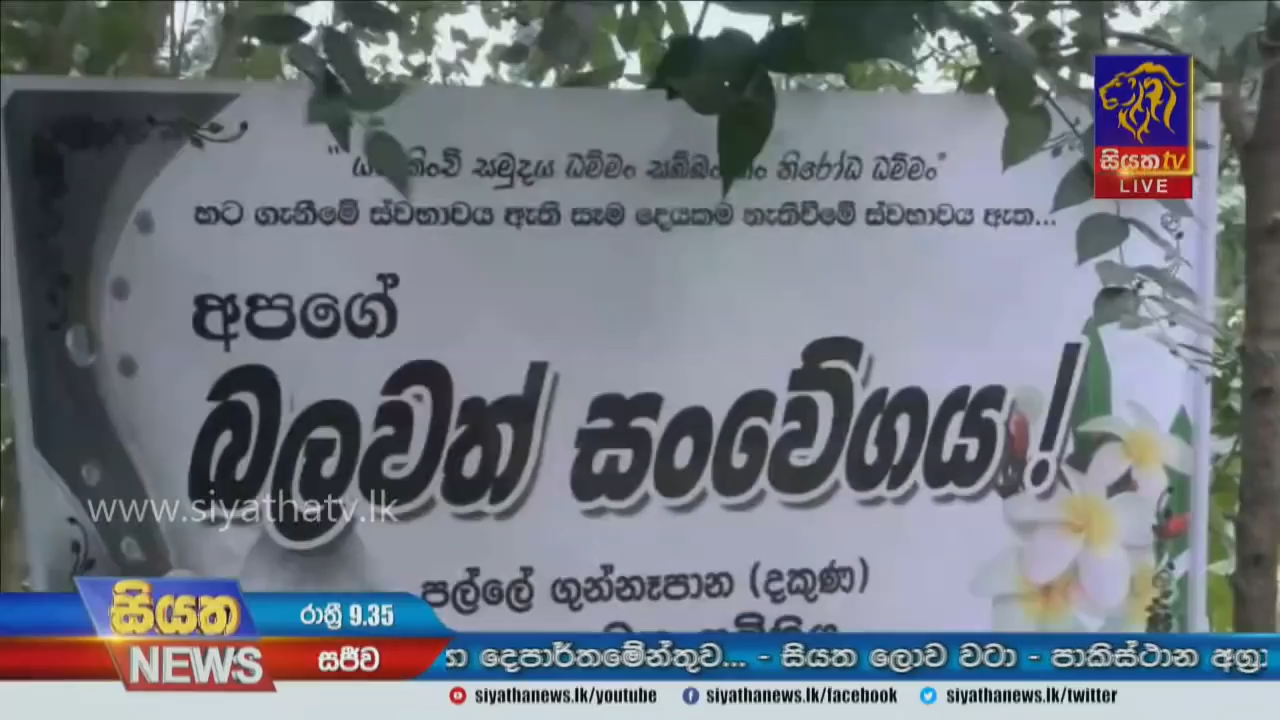 කිංචි සමුදය ධම්මං නිරෝධ ධම්මං"
හට ගැනීමේ ස්වභාවය ඇති සෑම දෙයකම නැතිවීමේ ස්වභාවය ඇත...
අපගේ
බලවත් සංවේගය !
පල්ලේ ගුන්නෑපාන (දකුණ)
www.siyathatv.lk
සියත tv
LIVE
සියත
NEWS
රාත්‍රී 9.35
සජීව
දෙපාර්තමේන්තුව... - සියත ලොව වටා - පාකිස්ථාන අග්‍රා
siyathanews.lk/youtube siyathanews.lk/facebook siyathanews.lk/twitter